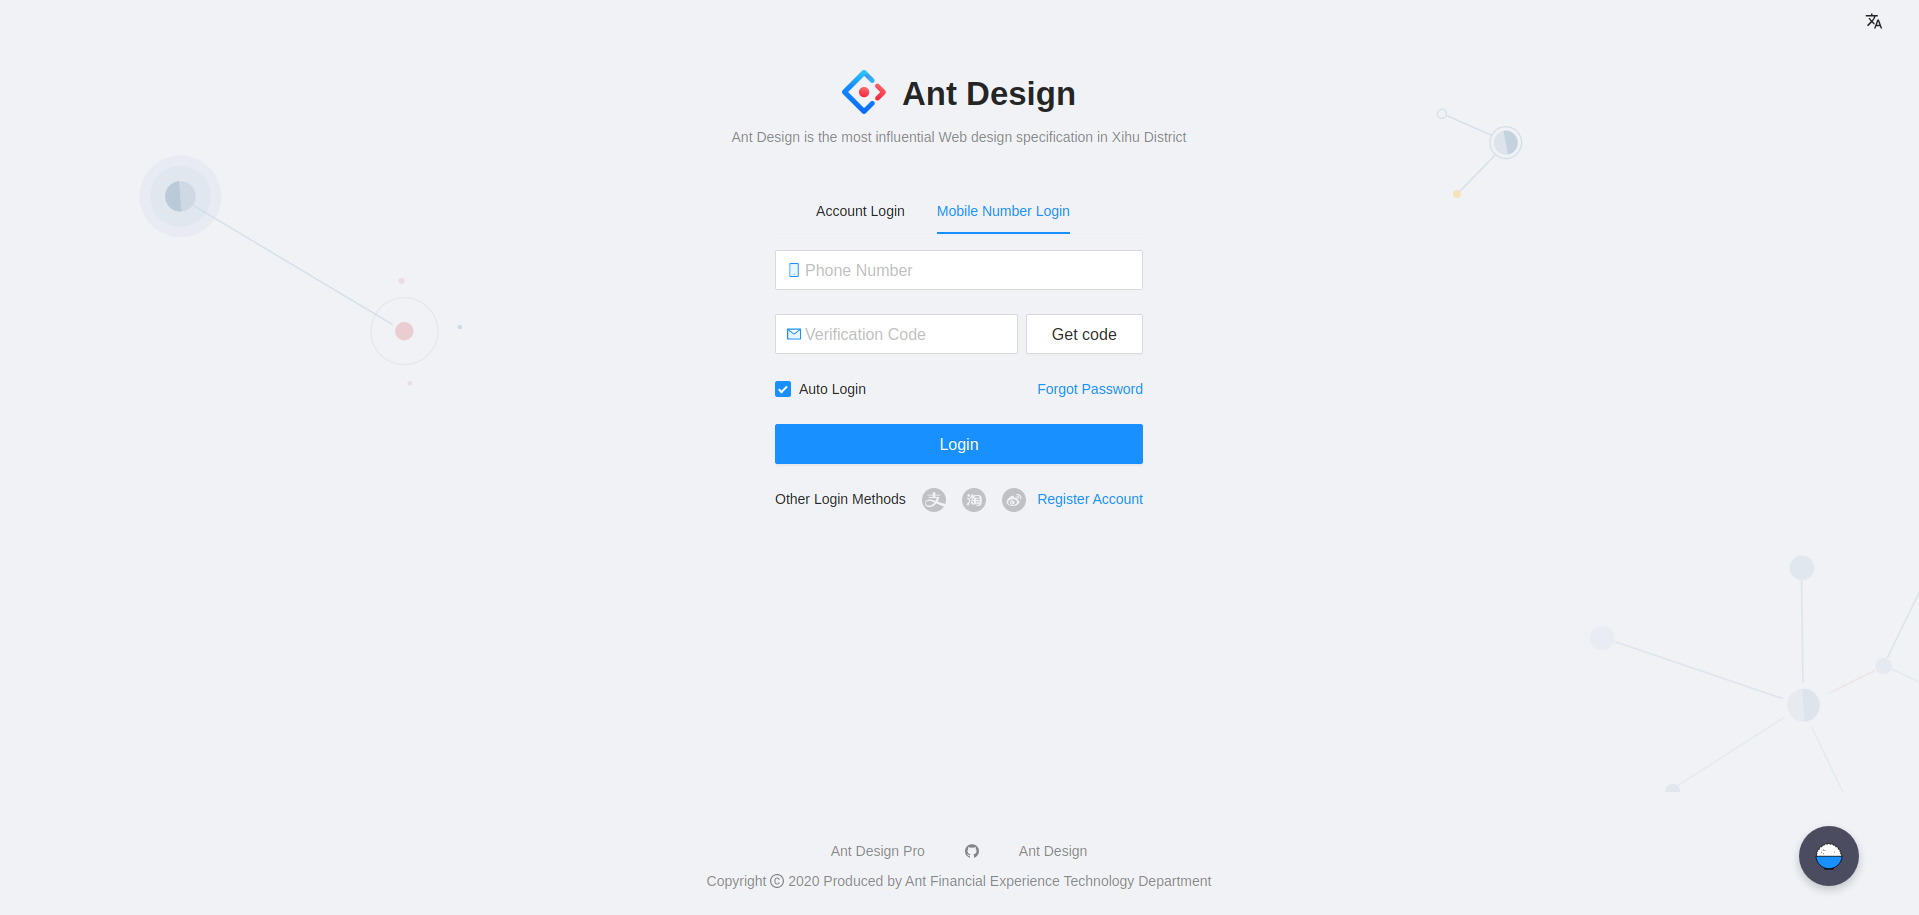 Ant Design
Ant Design is the most influential Web design specification in Xihu District
Account Login Mobile Number Login
Phone Number
Verification Code Get code
Auto Login Forgot Password
Login
Other Login Methods 支 淘 Register Account
Ant Design Pro Ant Design
Copyright © 2020 Produced by Ant Financial Experience Technology Department